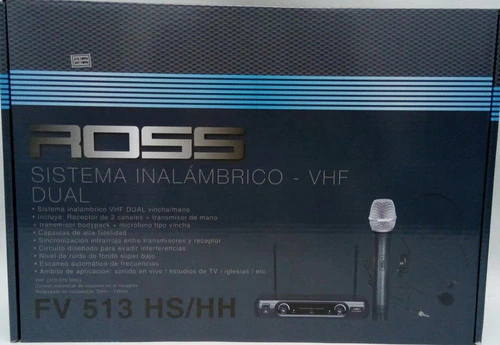 ROSS
SISTEMA INALÁMBRICO - VHF
DUAL
• Sistema inalámbrico VHF DUAL vincha/mano
• Incluye: Receptor de 2 canales + transmisor de mano
+ transmisor bodypack + micrófono tipo vincha
• Cápsulas de alta fidelidad
• Sincronización infrarroja entre transmisores y receptor
• Circuito diseñado para evadir interferencias
• Nivel de ruido de fondo super bajo
• Escaneo automático de frecuencias
• Ámbito de aplicación: sonido en vivo / estudios de TV / iglesias / etc.
FV 513 HS/HH